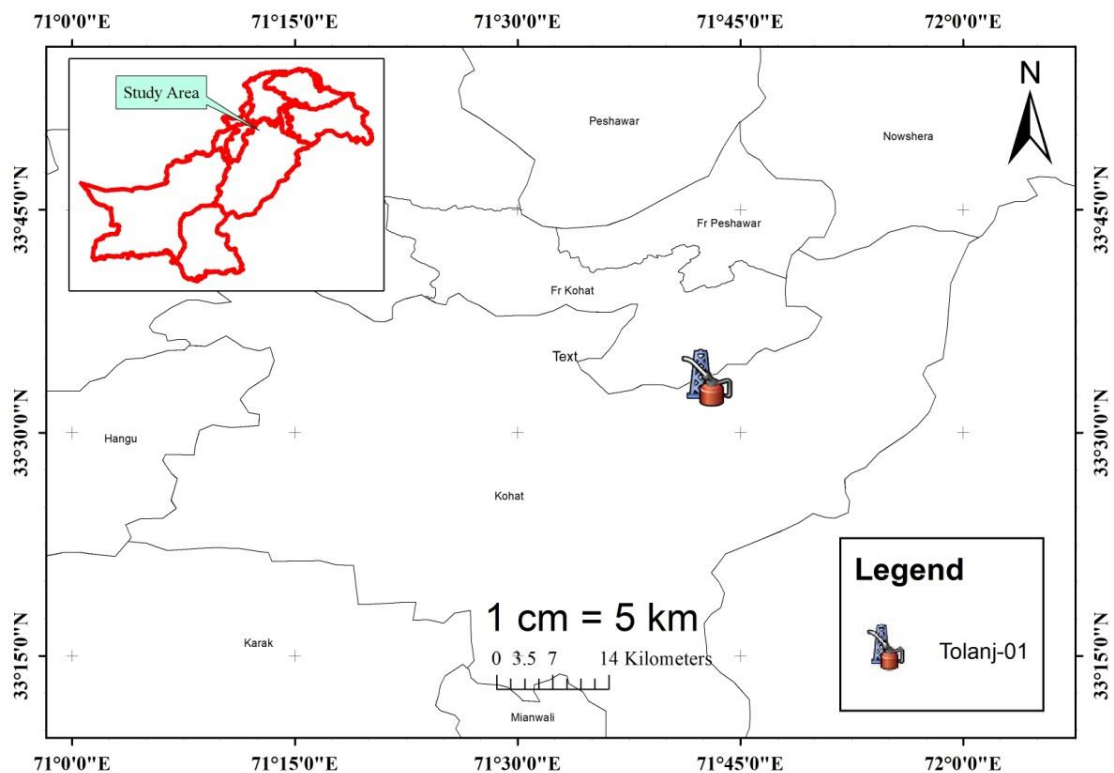 71°0'0"E 71°15'0"E 71°30'0"E 71°45'0"E 72°0'0"E
Study Area
N
Peshawar
Nowshera
33°45'0"N 33°45'0"N
Fr Peshawar
Fr Kohat
Text
33°30'0"N 33°30'0"N
Hangu
Kohat
Legend
Tolanj-01
1 cm = 5 km
0 3.5 7 14 Kilometers
Karak
33°15'0"N 33°15'0"N
Mianwali
71°0'0"E 71°15'0"E 71°30'0"E 71°45'0"E 72°0'0"E